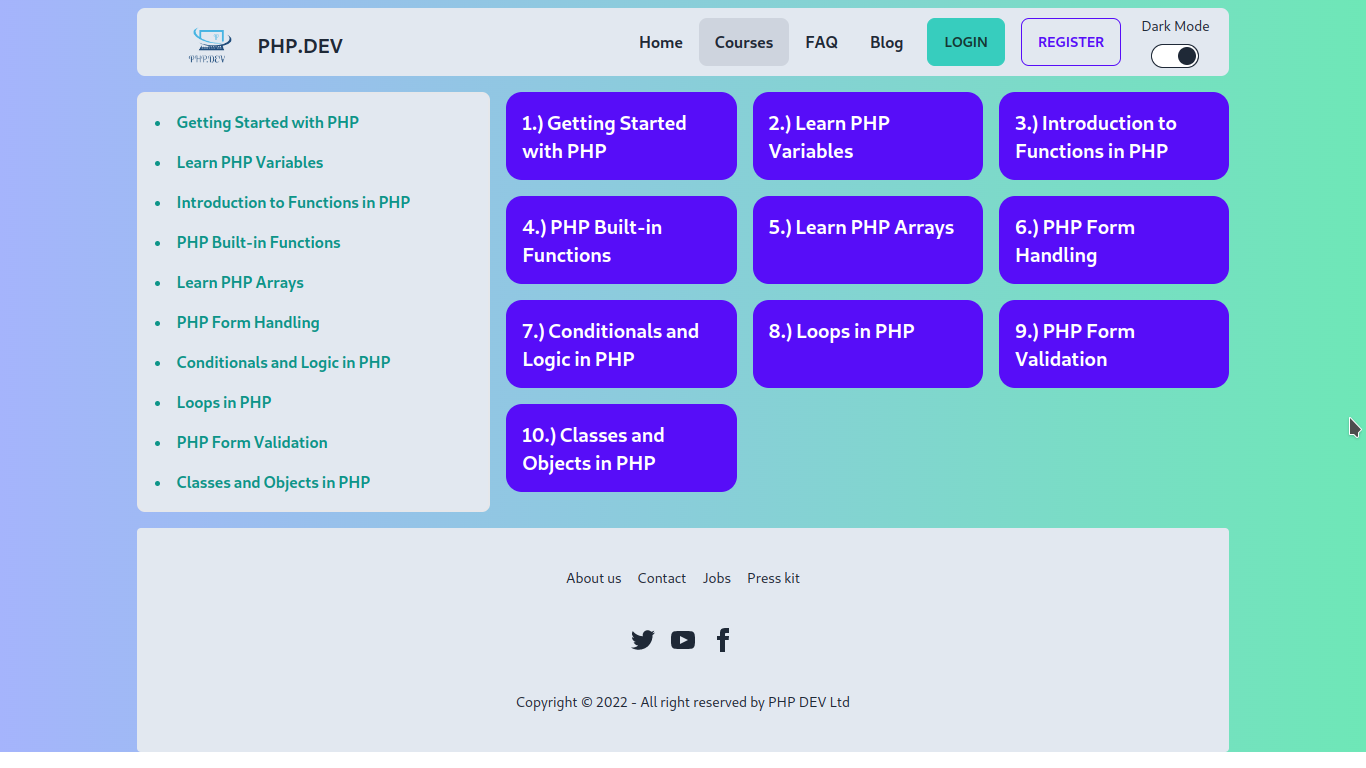 PHP.DEV
PHP.DEV
Home
Courses
FAQ
Blog
LOGIN
REGISTER
Dark Mode
Getting Started with PHP
Learn PHP Variables
Introduction to Functions in PHP
PHP Built-in Functions
Learn PHP Arrays
PHP Form Handling
Conditionals and Logic in PHP
Loops in PHP
PHP Form Validation
Classes and Objects in PHP
1.) Getting Started
with PHP
2.) Learn PHP
Variables
3.) Introduction to
Functions in PHP
4.) PHP Built-in
Functions
5.) Learn PHP Arrays
6.) PHP Form
Handling
7.) Conditionals and
Logic in PHP
8.) Loops in PHP
9.) PHP Form
Validation
10.) Classes and
Objects in PHP
About us
Contact
Jobs
Press kit
Copyright © 2022 - All right reserved by PHP DEV Ltd